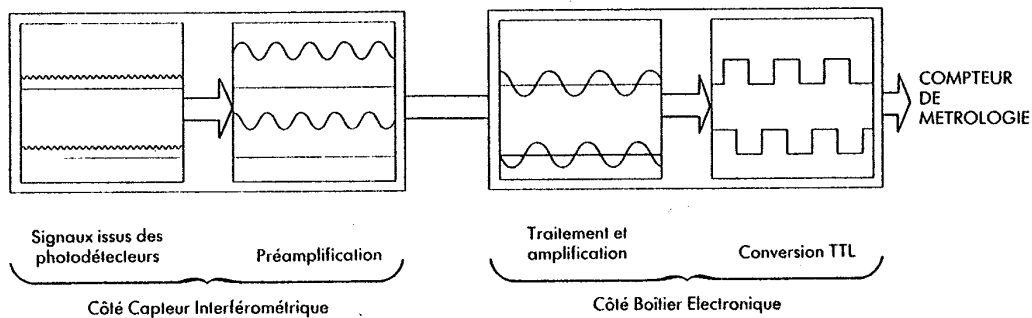 COMPTEUR
DE
METROLOGIE
Signaux issus des
photodétecteurs
Préamplification
Traitement et
amplification
Conversion TTL
Côté Capteur Interférométrique
Côté Boîtier Electronique